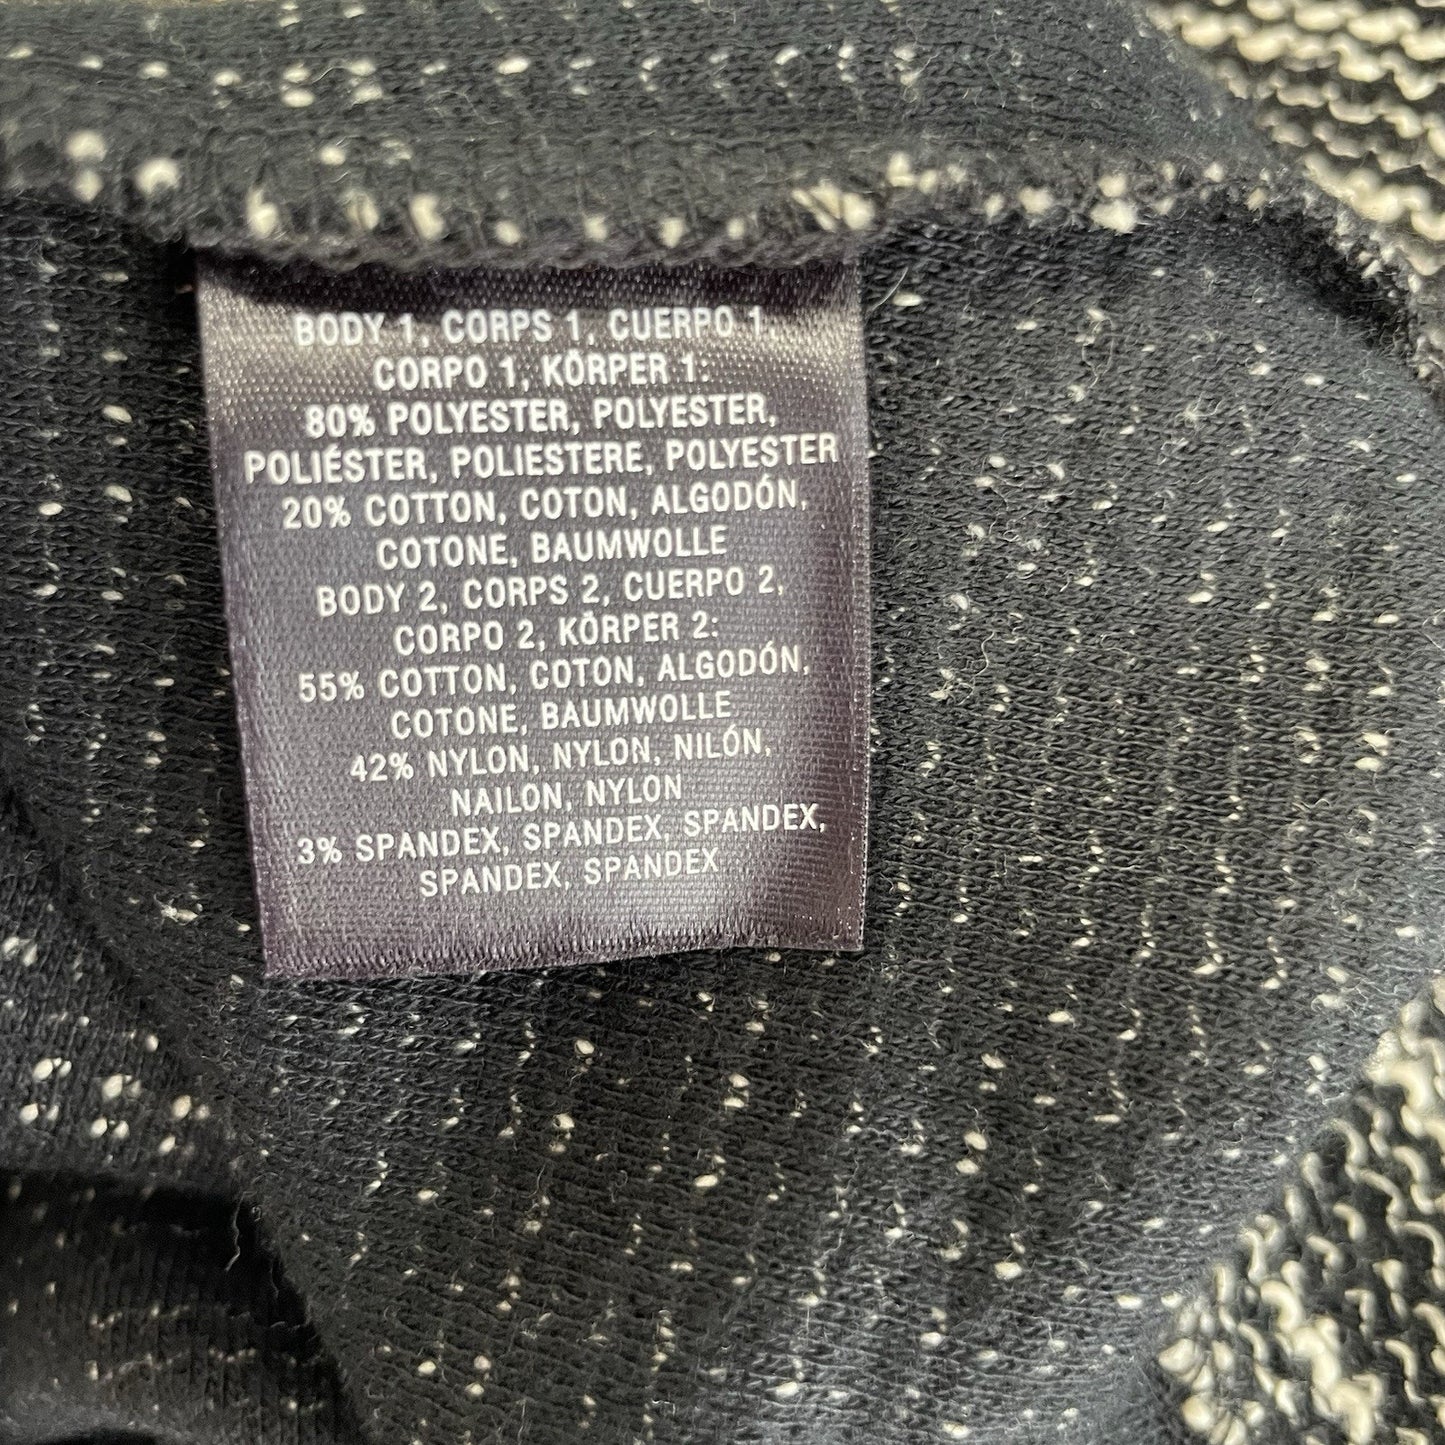 BODY 1, CORPS 1, CUERPO 1,
CORPO 1, KÖRPER 1:
80% POLYESTER, POLYESTER,
POLIÉSTER, POLIESTERE, POLYESTER
20% COTTON, COTON, ALGODÓN,
COTONE, BAUMWOLLE
BODY 2, CORPS 2, CUERPO 2,
CORPO 2, KÖRPER 2:
55% COTTON, COTON, ALGODÓN,
COTONE, BAUMWOLLE
42% NYLON, NYLON, NILÓN,
NAILON, NYLON
3% SPANDEX, SPANDEX, SPANDEX,
SPANDEX, SPANDEX